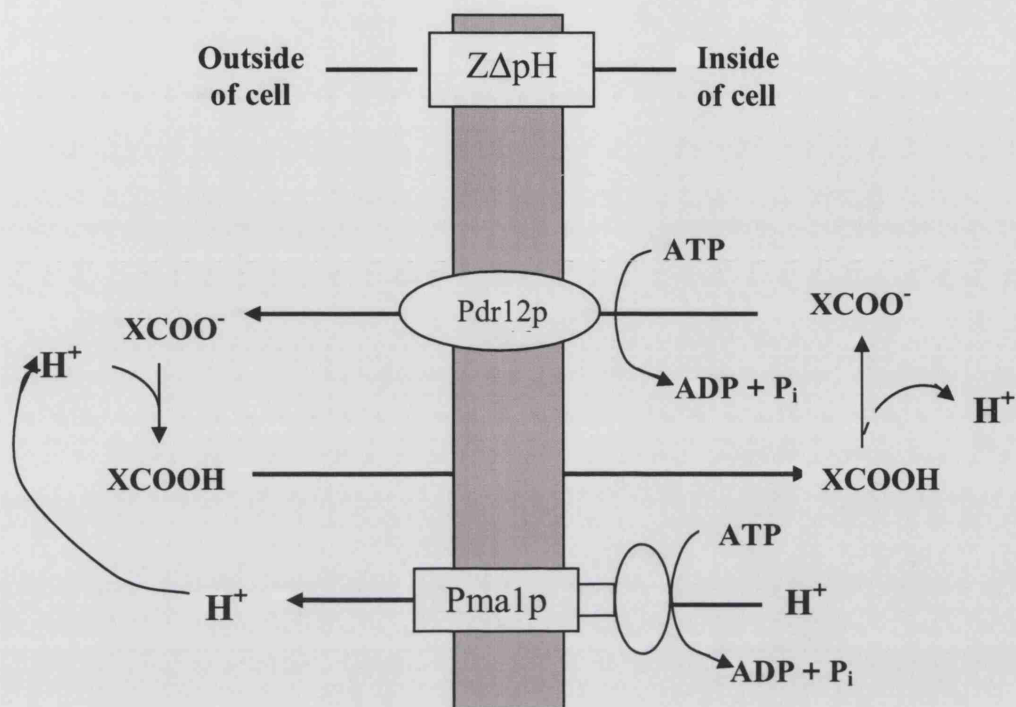 Outside of cell
ZΔpH
Inside of cell
ATP
Pdr12p
XCOO⁻
XCOO⁻
H⁺
ADP + Pᵢ
H⁺
XCOOH
XCOOH
ATP
H⁺
Pma1p
H⁺
ADP + Pᵢ